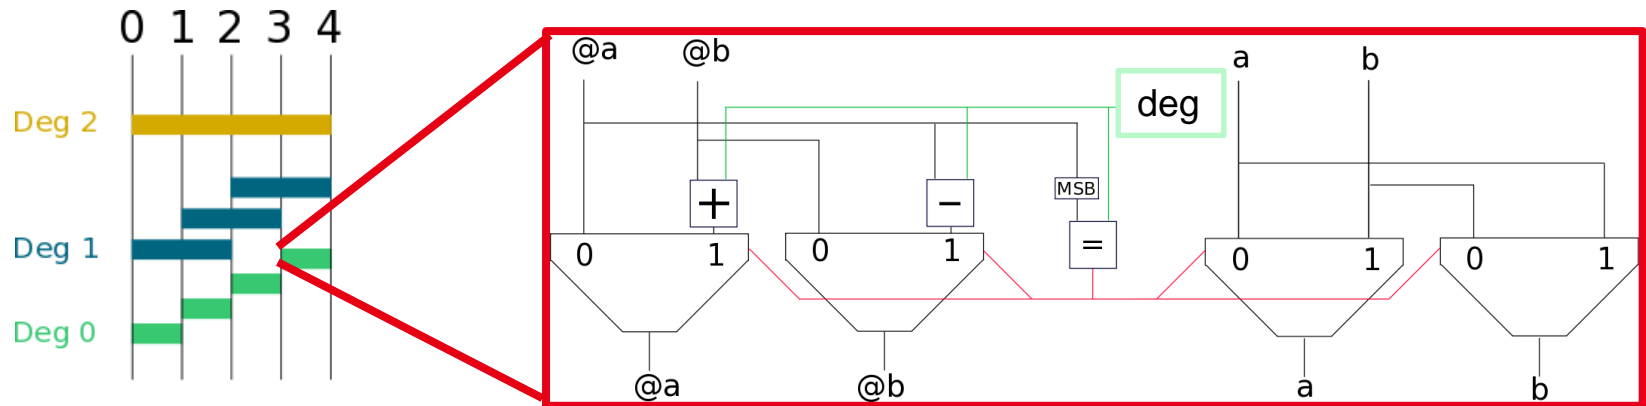 0 1 2 3 4
Deg 2
Deg 1
Deg 0
@a @b deg a b
+ − MSB
=
0 1 0 1 0 1 0 1
@a @b a b